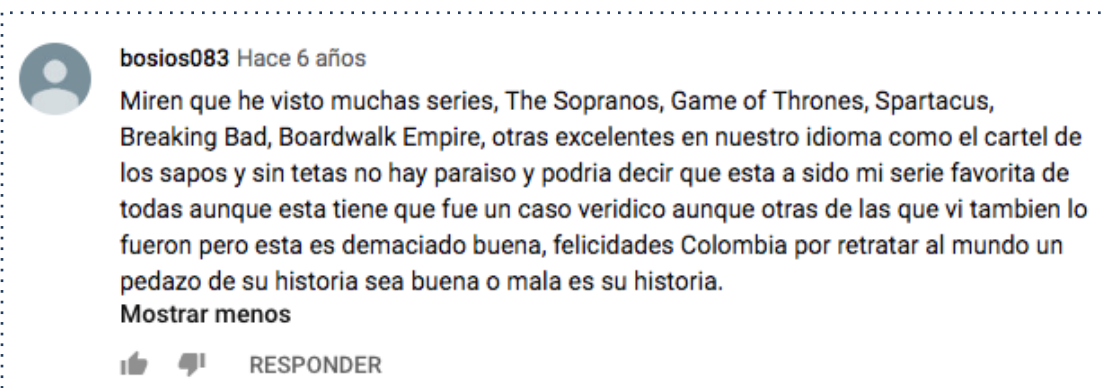 bosios083 Hace 6 años
Miren que he visto muchas series, The Sopranos, Game of Thrones, Spartacus,
Breaking Bad, Boardwalk Empire, otras excelentes en nuestro idioma como el cartel de
los sapos y sin tetas no hay paraiso y podria decir que esta a sido mi serie favorita de
todas aunque esta tiene que fue un caso veridico aunque otras de las que vi tambien lo
fueron pero esta es demaciado buena, felicidades Colombia por retratar al mundo un
pedazo de su historia sea buena o mala es su historia.
Mostrar menos
RESPONDER